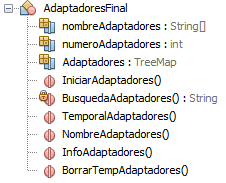 AdaptadoresFinal
nombreAdaptadores : String[]
numeroAdaptadores : int
Adaptadores : TreeMap
IniciarAdaptadores()
BusquedaAdaptadores() : String
TemporalAdaptadores()
NombreAdaptadores()
InfoAdaptadores()
BorrarTempAdaptadores()